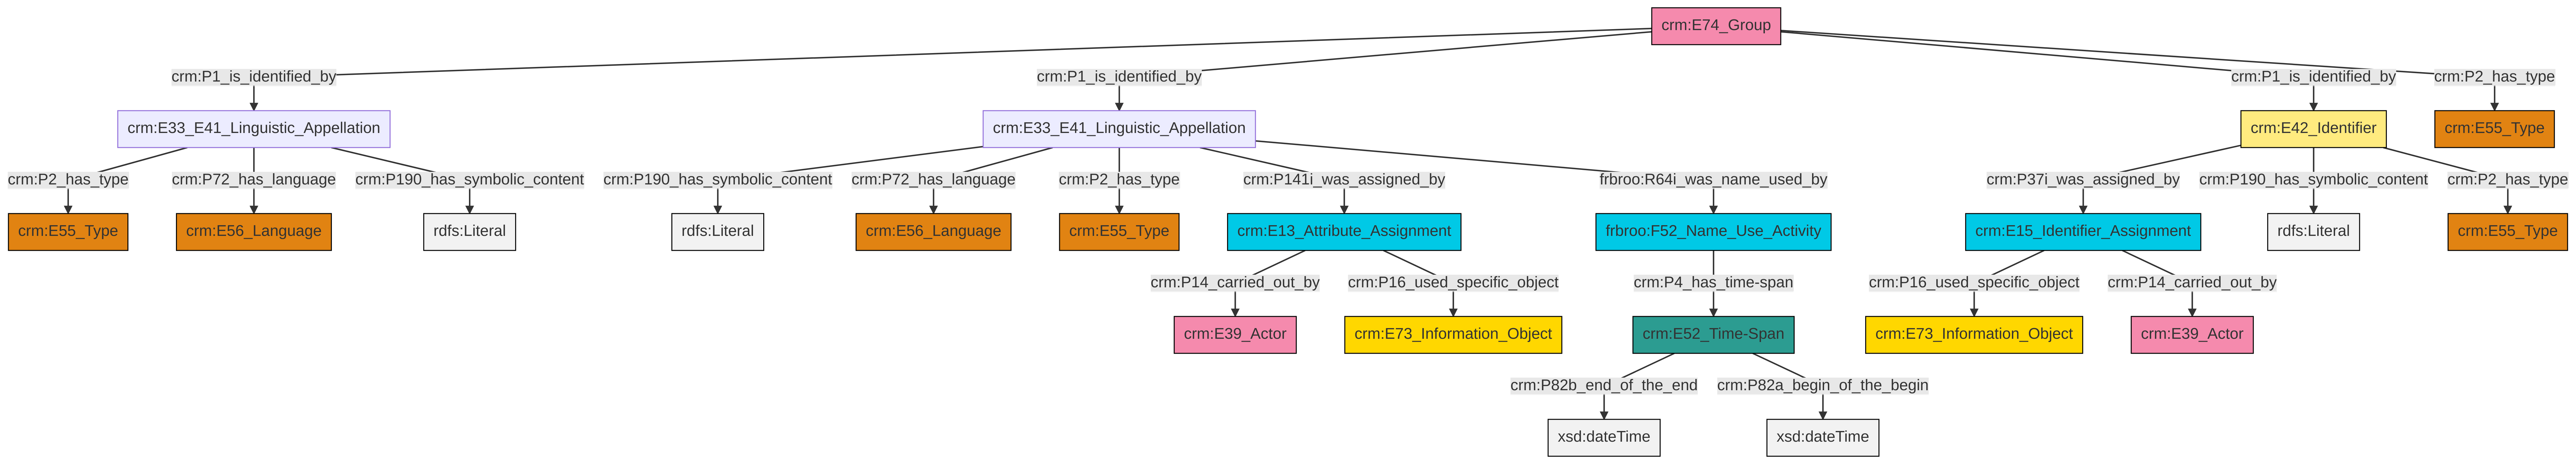 crm:E74_Group
crm:P1_is_identified_by
crm:P1_is_identified_by
crm:P1_is_identified_by
crm:P2_has_type
crm:E33_E41_Linguistic_Appellation
crm:E33_E41_Linguistic_Appellation
crm:E42_Identifier
crm:E55_Type
crm:P2_has_type
crm:P72_has_language
crm:P190_has_symbolic_content
crm:P190_has_symbolic_content
crm:P72_has_language
crm:P2_has_type
crm:P141i_was_assigned_by
frbroo:R64i_was_name_used_by
crm:P37i_was_assigned_by
crm:P190_has_symbolic_content
crm:P2_has_type
crm:E55_Type
crm:E56_Language
rdfs:Literal
rdfs:Literal
crm:E56_Language
crm:E55_Type
crm:E13_Attribute_Assignment
frbroo:F52_Name_Use_Activity
crm:E15_Identifier_Assignment
rdfs:Literal
crm:E55_Type
crm:P14_carried_out_by
crm:P16_used_specific_object
crm:P4_has_time-span
crm:P16_used_specific_object
crm:P14_carried_out_by
crm:E39_Actor
crm:E73_Information_Object
crm:E52_Time-Span
crm:E73_Information_Object
crm:E39_Actor
crm:P82b_end_of_the_end
crm:P82a_begin_of_the_begin
xsd:dateTime
xsd:dateTime